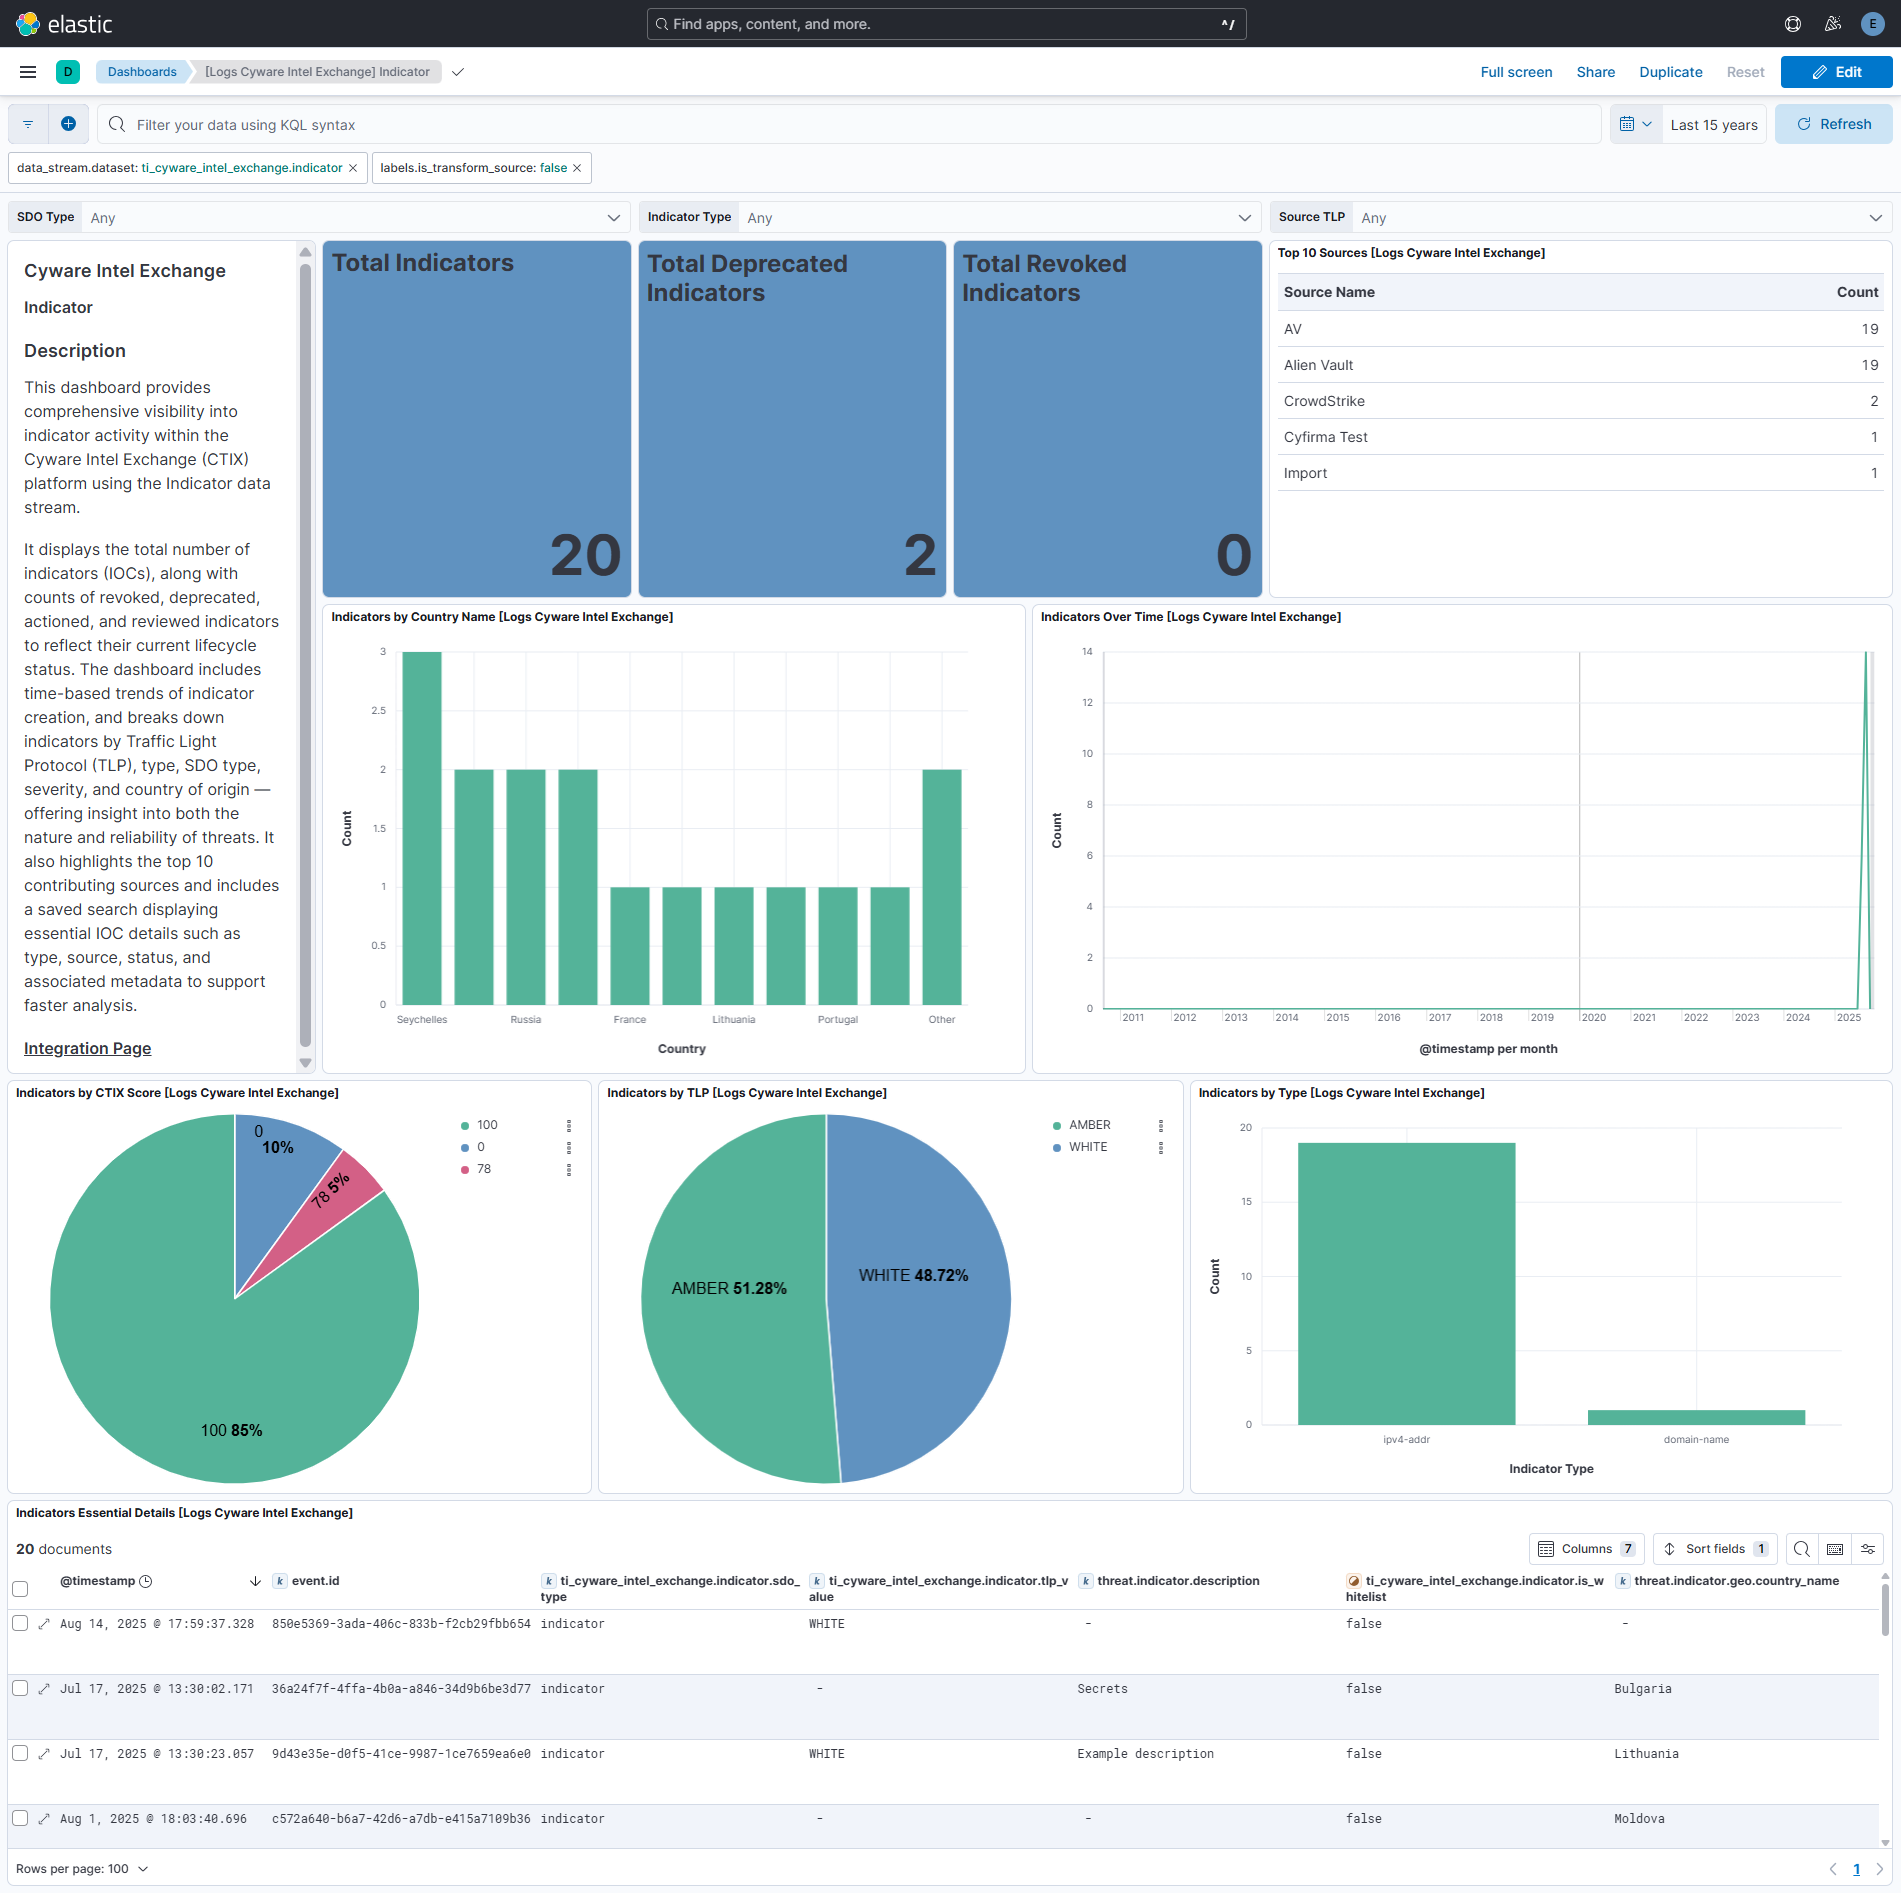 elastic
Find apps, content, and more.
^/
E
D
Dashboards
[Logs Cyware Intel Exchange] Indicator
Full screen
Share
Duplicate
Reset
Edit
Filter your data using KQL syntax
Last 15 years
Refresh
data_stream.dataset: ti_cyware_intel_exchange.indicator
labels.is_transform_source: false
SDO Type Any
Indicator Type Any
Source TLP Any
Cyware Intel Exchange
Indicator
Description
This dashboard provides
comprehensive visibility into
indicator activity within the
Cyware Intel Exchange (CTIX)
platform using the Indicator data
stream.
It displays the total number of
indicators (IOCs), along with
counts of revoked, deprecated,
actioned, and reviewed indicators
to reflect their current lifecycle
status. The dashboard includes
time-based trends of indicator
creation, and breaks down
indicators by Traffic Light
Protocol (TLP), type, SDO type,
severity, and country of origin —
offering insight into both the
nature and reliability of threats. It
also highlights the top 10
contributing sources and includes
a saved search displaying
essential IOC details such as
type, source, status, and
associated metadata to support
faster analysis.
Integration Page
Total Indicators
20
Total Deprecated
Indicators
2
Total Revoked
Indicators
0
Top 10 Sources [Logs Cyware Intel Exchange]
Source Name Count
AV 19
Alien Vault 19
CrowdStrike 2
Cyfirma Test 1
Import 1
Indicators by Country Name [Logs Cyware Intel Exchange]
3
2.5
2
1.5
1
0.5
0
Count
Seychelles Russia France Lithuania Portugal Other
Country
Indicators Over Time [Logs Cyware Intel Exchange]
14
12
10
8
6
4
2
0
Count
2011 2012 2013 2014 2015 2016 2017 2018 2019 2020 2021 2022 2023 2024 2025
@timestamp per month
Indicators by CTIX Score [Logs Cyware Intel Exchange]
0
10%
78 5%
100 85%
100
0
78
Indicators by TLP [Logs Cyware Intel Exchange]
AMBER 51.28%
WHITE 48.72%
AMBER
WHITE
Indicators by Type [Logs Cyware Intel Exchange]
20
15
10
5
0
Count
ipv4-addr domain-name
Indicator Type
Indicators Essential Details [Logs Cyware Intel Exchange]
20 documents
Columns 7
Sort fields 1
@timestamp k event.id k ti_cyware_intel_exchange.indicator.sdo_ k ti_cyware_intel_exchange.indicator.tlp_v k threat.indicator.description ti_cyware_intel_exchange.indicator.is_w k threat.indicator.geo.country_name
type alue hitelist
Aug 14, 2025 @ 17:59:37.328 850e5369-3ada-406c-833b-f2cb29fbb654 indicator WHITE - false -
Jul 17, 2025 @ 13:30:02.171 36a24f7f-4ffa-4b0a-a846-34d9b6be3d77 indicator - Secrets false Bulgaria
Jul 17, 2025 @ 13:30:23.057 9d43e35e-d0f5-41ce-9987-1ce7659ea6e0 indicator WHITE Example description false Lithuania
Aug 1, 2025 @ 18:03:40.696 c572a640-b6a7-42d6-a7db-e415a7109b36 indicator - - false Moldova
Rows per page: 100
1